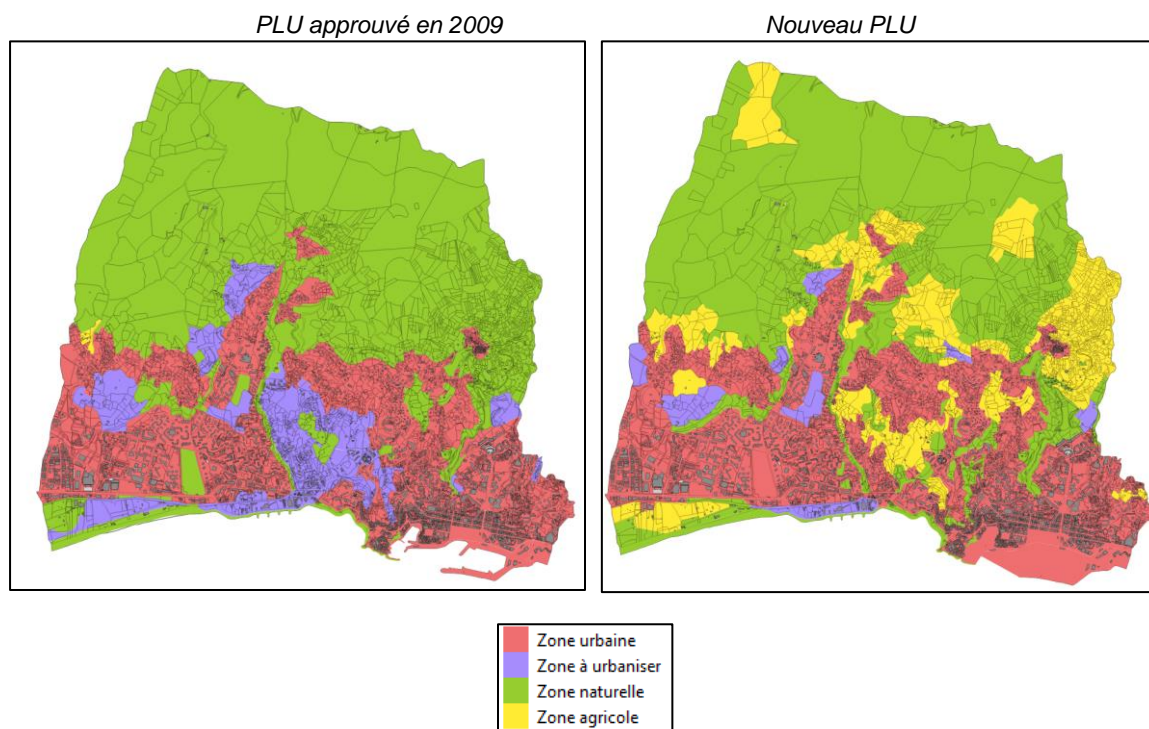 PLU approuvé en 2009
Nouveau PLU
Zone urbaine
Zone à urbaniser
Zone naturelle
Zone agricole